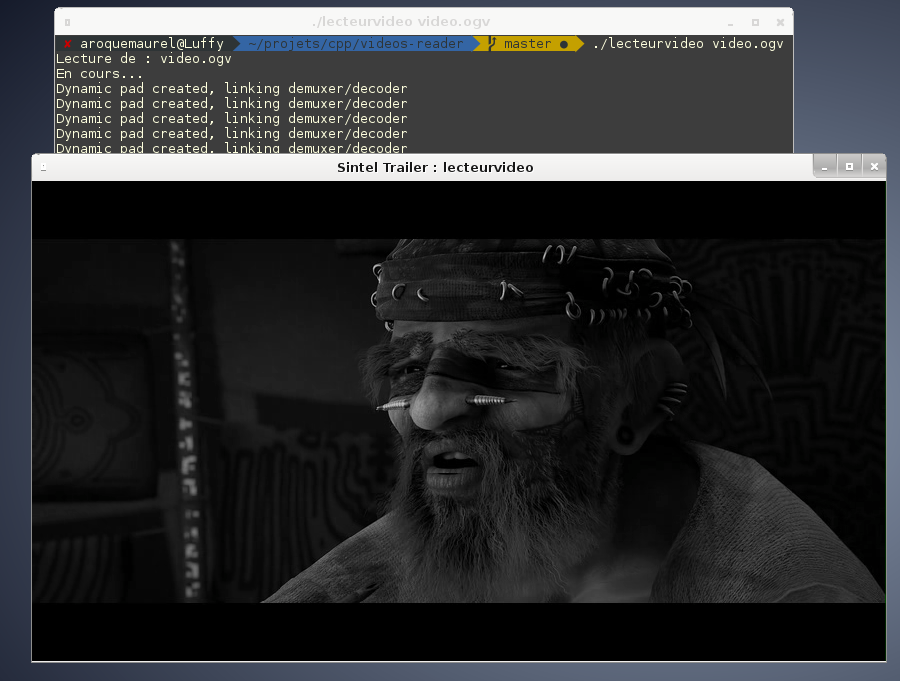 ./lecteurvideo video.ogv
✘ aroquemaurel@Luffy ~/projets/cpp/videos-reader master ● ./lecteurvideo video.ogv
Lecture de : video.ogv
En cours...
Dynamic pad created, linking demuxer/decoder
Dynamic pad created, linking demuxer/decoder
Dynamic pad created, linking demuxer/decoder
Dynamic pad created, linking demuxer/decoder
Dynamic pad created, linking demuxer/decoder
Sintel Trailer : lecteurvideo